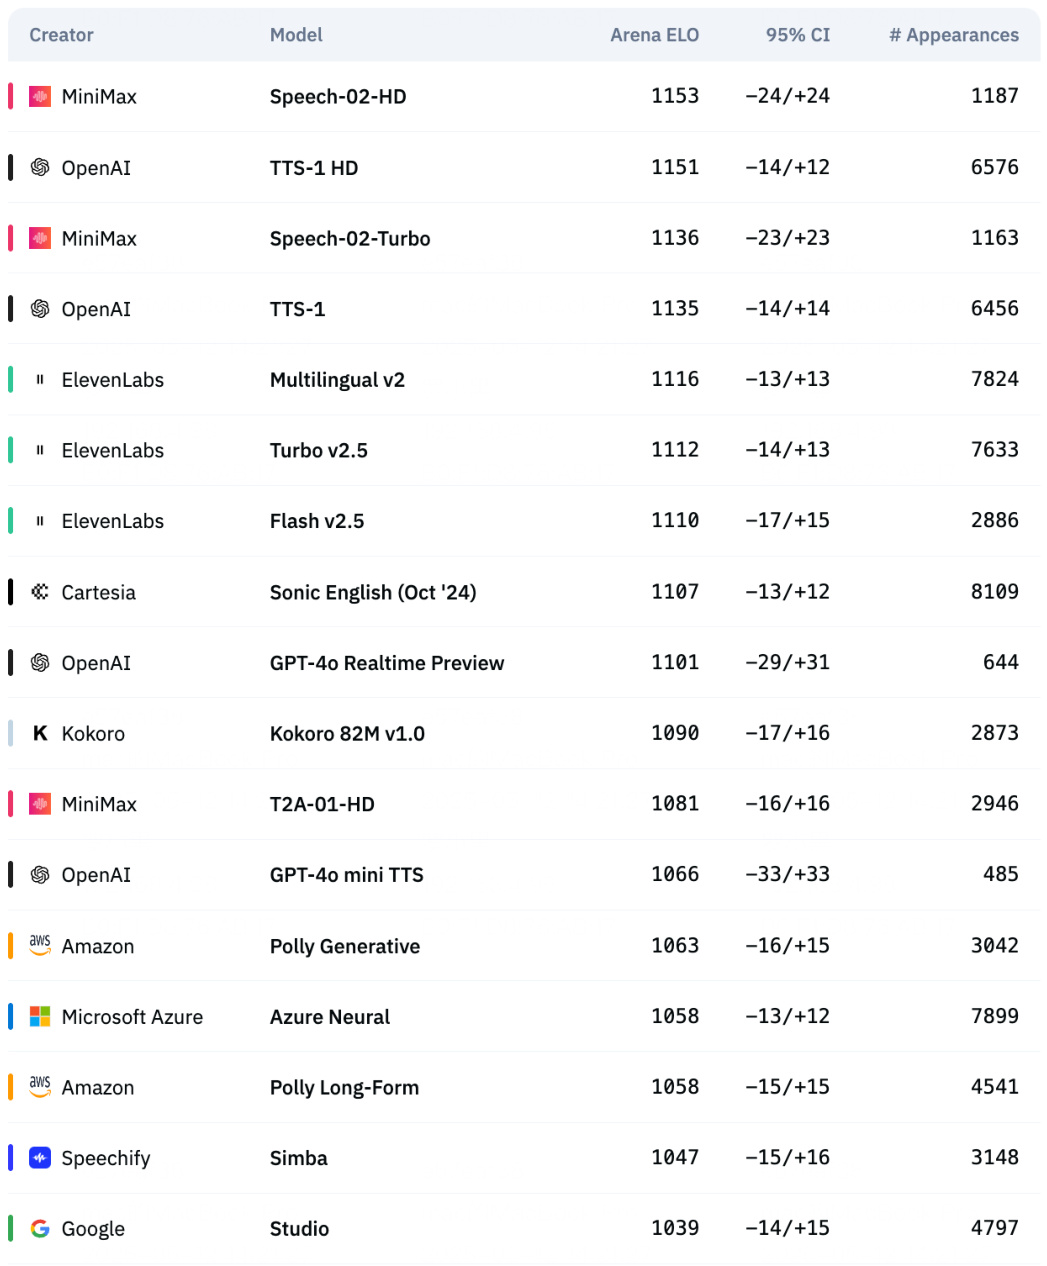 Creator Model Arena ELO 95% CI # Appearances
MiniMax Speech-02-HD 1153 −24/+24 1187
OpenAI TTS-1 HD 1151 −14/+12 6576
MiniMax Speech-02-Turbo 1136 −23/+23 1163
OpenAI TTS-1 1135 −14/+14 6456
ElevenLabs Multilingual v2 1116 −13/+13 7824
ElevenLabs Turbo v2.5 1112 −14/+13 7633
ElevenLabs Flash v2.5 1110 −17/+15 2886
Cartesia Sonic English (Oct '24) 1107 −13/+12 8109
OpenAI GPT-4o Realtime Preview 1101 −29/+31 644
K Kokoro Kokoro 82M v1.0 1090 −17/+16 2873
MiniMax T2A-01-HD 1081 −16/+16 2946
OpenAI GPT-4o mini TTS 1066 −33/+33 485
aws Amazon Polly Generative 1063 −16/+15 3042
Microsoft Azure Azure Neural 1058 −13/+12 7899
aws Amazon Polly Long-Form 1058 −15/+15 4541
Speechify Simba 1047 −15/+16 3148
Google Studio 1039 −14/+15 4797